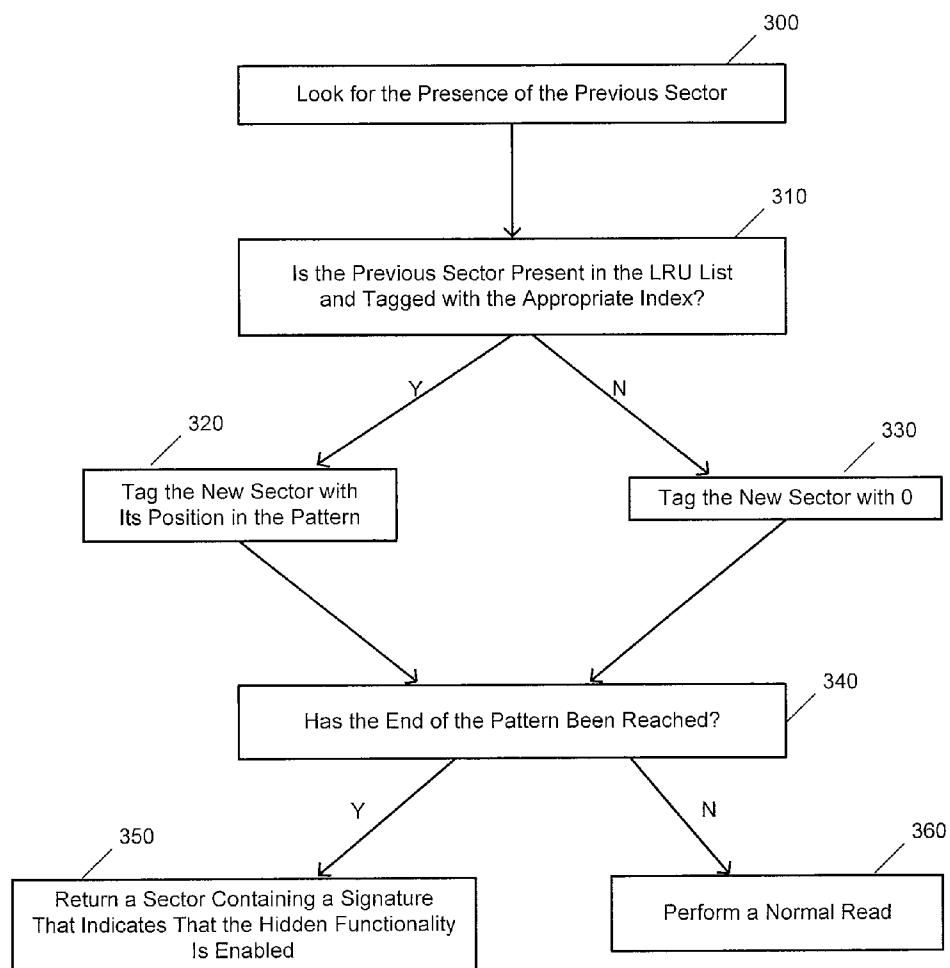 300
Look for the Presence of the Previous Sector
310
Is the Previous Sector Present in the LRU List
and Tagged with the Appropriate Index?
Y
N
320
330
Tag the New Sector with
Its Position in the Pattern
Tag the New Sector with 0
340
Has the End of the Pattern Been Reached?
Y
N
350
360
Return a Sector Containing a Signature
That Indicates That the Hidden Functionality
Is Enabled
Perform a Normal Read